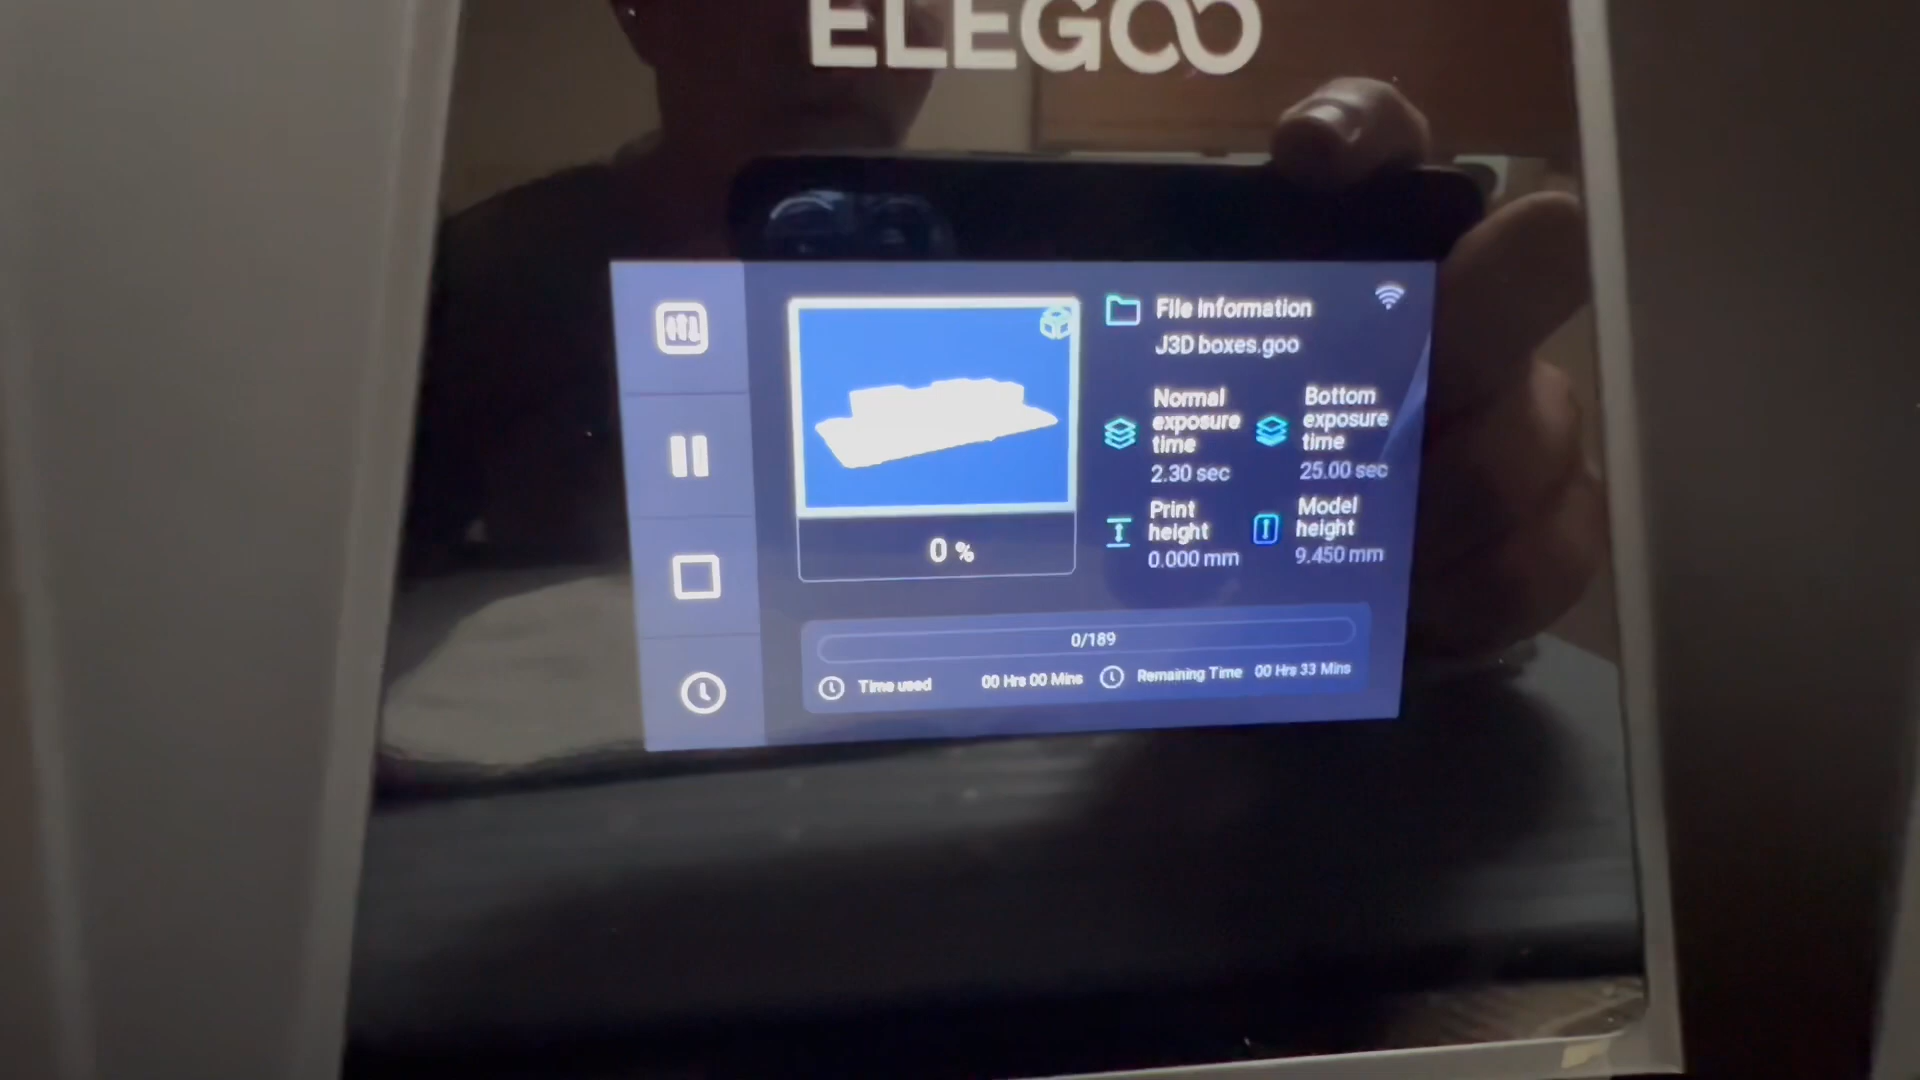 ELEGOO
File Information
J3D boxes.goo
Normal
exposure
time
2.30 sec
Bottom
exposure
time
25.00 sec
Print
height
0.000 mm
Model
height
9.450 mm
0 %
0/189
Time used 00 Hrs 00 Mins Remaining Time 00 Hrs 33 Mins